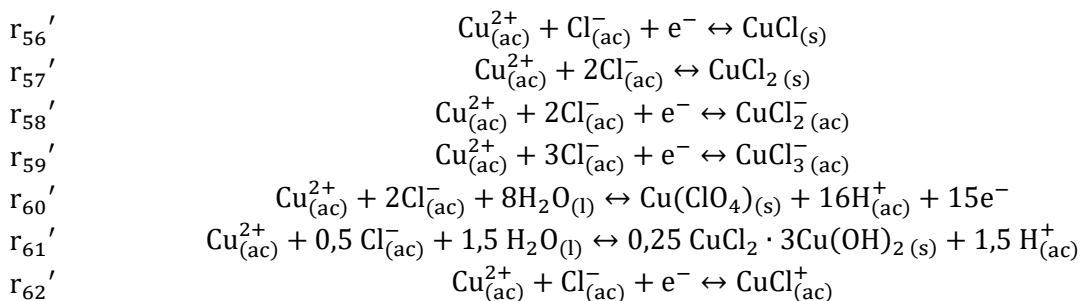 r₅₆′ Cu²⁺(ac) + Cl⁻(ac) + e⁻ ↔ CuCl(s)
r₅₇′ Cu²⁺(ac) + 2Cl⁻(ac) ↔ CuCl₂ (s)
r₅₈′ Cu²⁺(ac) + 2Cl⁻(ac) + e⁻ ↔ CuCl₂⁻(ac)
r₅₉′ Cu²⁺(ac) + 3Cl⁻(ac) + e⁻ ↔ CuCl₃⁻(ac)
r₆₀′ Cu²⁺(ac) + 2Cl⁻(ac) + 8H₂O(l) ↔ Cu(ClO₄)(s) + 16H⁺(ac) + 15e⁻
r₆₁′ Cu²⁺(ac) + 0,5 Cl⁻(ac) + 1,5 H₂O(l) ↔ 0,25 CuCl₂ · 3Cu(OH)₂ (s) + 1,5 H⁺(ac)
r₆₂′ Cu²⁺(ac) + Cl⁻(ac) + e⁻ ↔ CuCl⁺(ac)